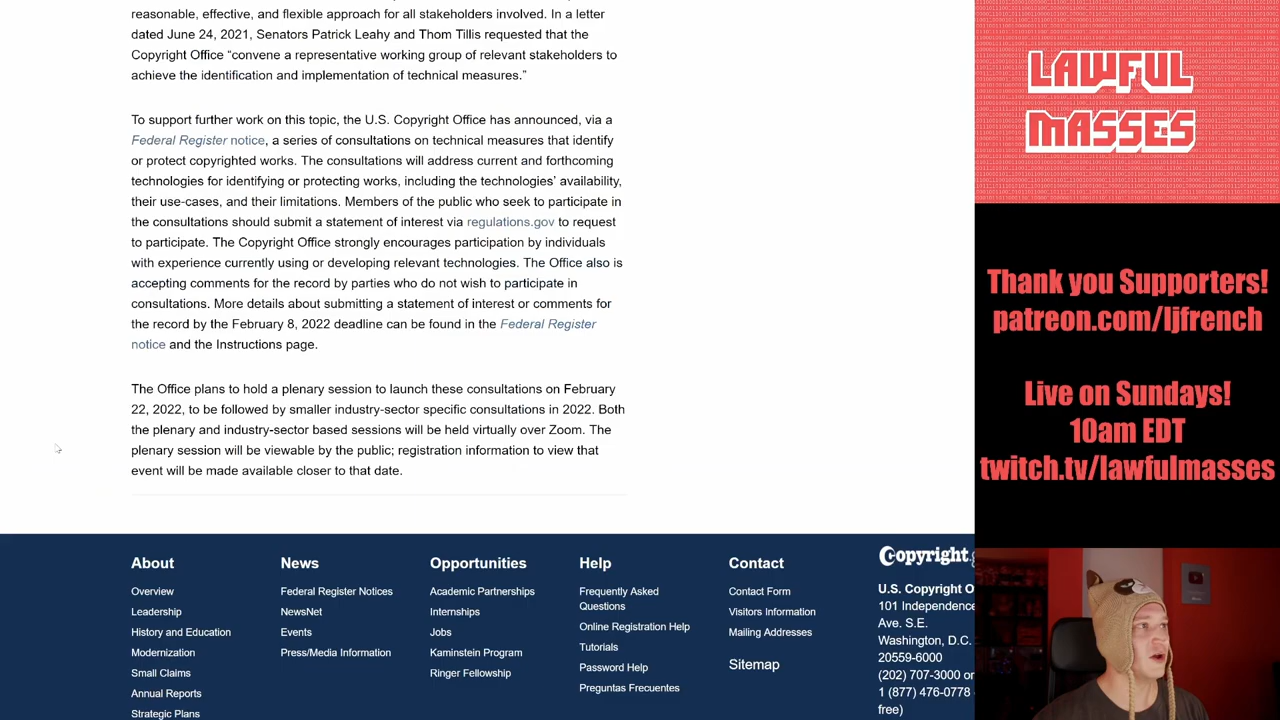 reasonable, effective, and flexible approach for all stakeholders involved. In a letter
dated June 24, 2021, Senators Patrick Leahy and Thom Tillis requested that the
Copyright Office “convene a representative working group of relevant stakeholders to
achieve the identification and implementation of technical measures.”
To support further work on this topic, the U.S. Copyright Office has announced, via a
Federal Register notice, a series of consultations on technical measures that identify
or protect copyrighted works. The consultations will address current and forthcoming
technologies for identifying or protecting works, including the technologies’ availability,
their use-cases, and their limitations. Members of the public who seek to participate in
the consultations should submit a statement of interest via regulations.gov to request
to participate. The Copyright Office strongly encourages participation by individuals
with experience currently using or developing relevant technologies. The Office also is
accepting comments for the record by parties who do not wish to participate in
consultations. More details about submitting a statement of interest or comments for
the record by the February 8, 2022 deadline can be found in the Federal Register
notice and the Instructions page.
The Office plans to hold a plenary session to launch these consultations on February
22, 2022, to be followed by smaller industry-sector specific consultations in 2022. Both
the plenary and industry-sector based sessions will be held virtually over Zoom. The
plenary session will be viewable by the public; registration information to view that
event will be made available closer to that date.
About
Overview
Leadership
History and Education
Modernization
Small Claims
Annual Reports
Strategic Plans
News
Federal Register Notices
NewsNet
Events
Press/Media Information
Opportunities
Academic Partnerships
Internships
Jobs
Kaminstein Program
Ringer Fellowship
Help
Frequently Asked
Questions
Online Registration Help
Tutorials
Password Help
Preguntas Frecuentes
Contact
Contact Form
Visitors Information
Mailing Addresses
Sitemap
Copyright.
U.S. Copyright O
101 Independence
Ave. S.E.
Washington, D.C.
20559-6000
(202) 707-3000 or
1 (877) 476-0778
free)
LAWFUL
MASSES
Thank you Supporters!
patreon.com/ljfrench
Live on Sundays!
10am EDT
twitch.tv/lawfulmasses